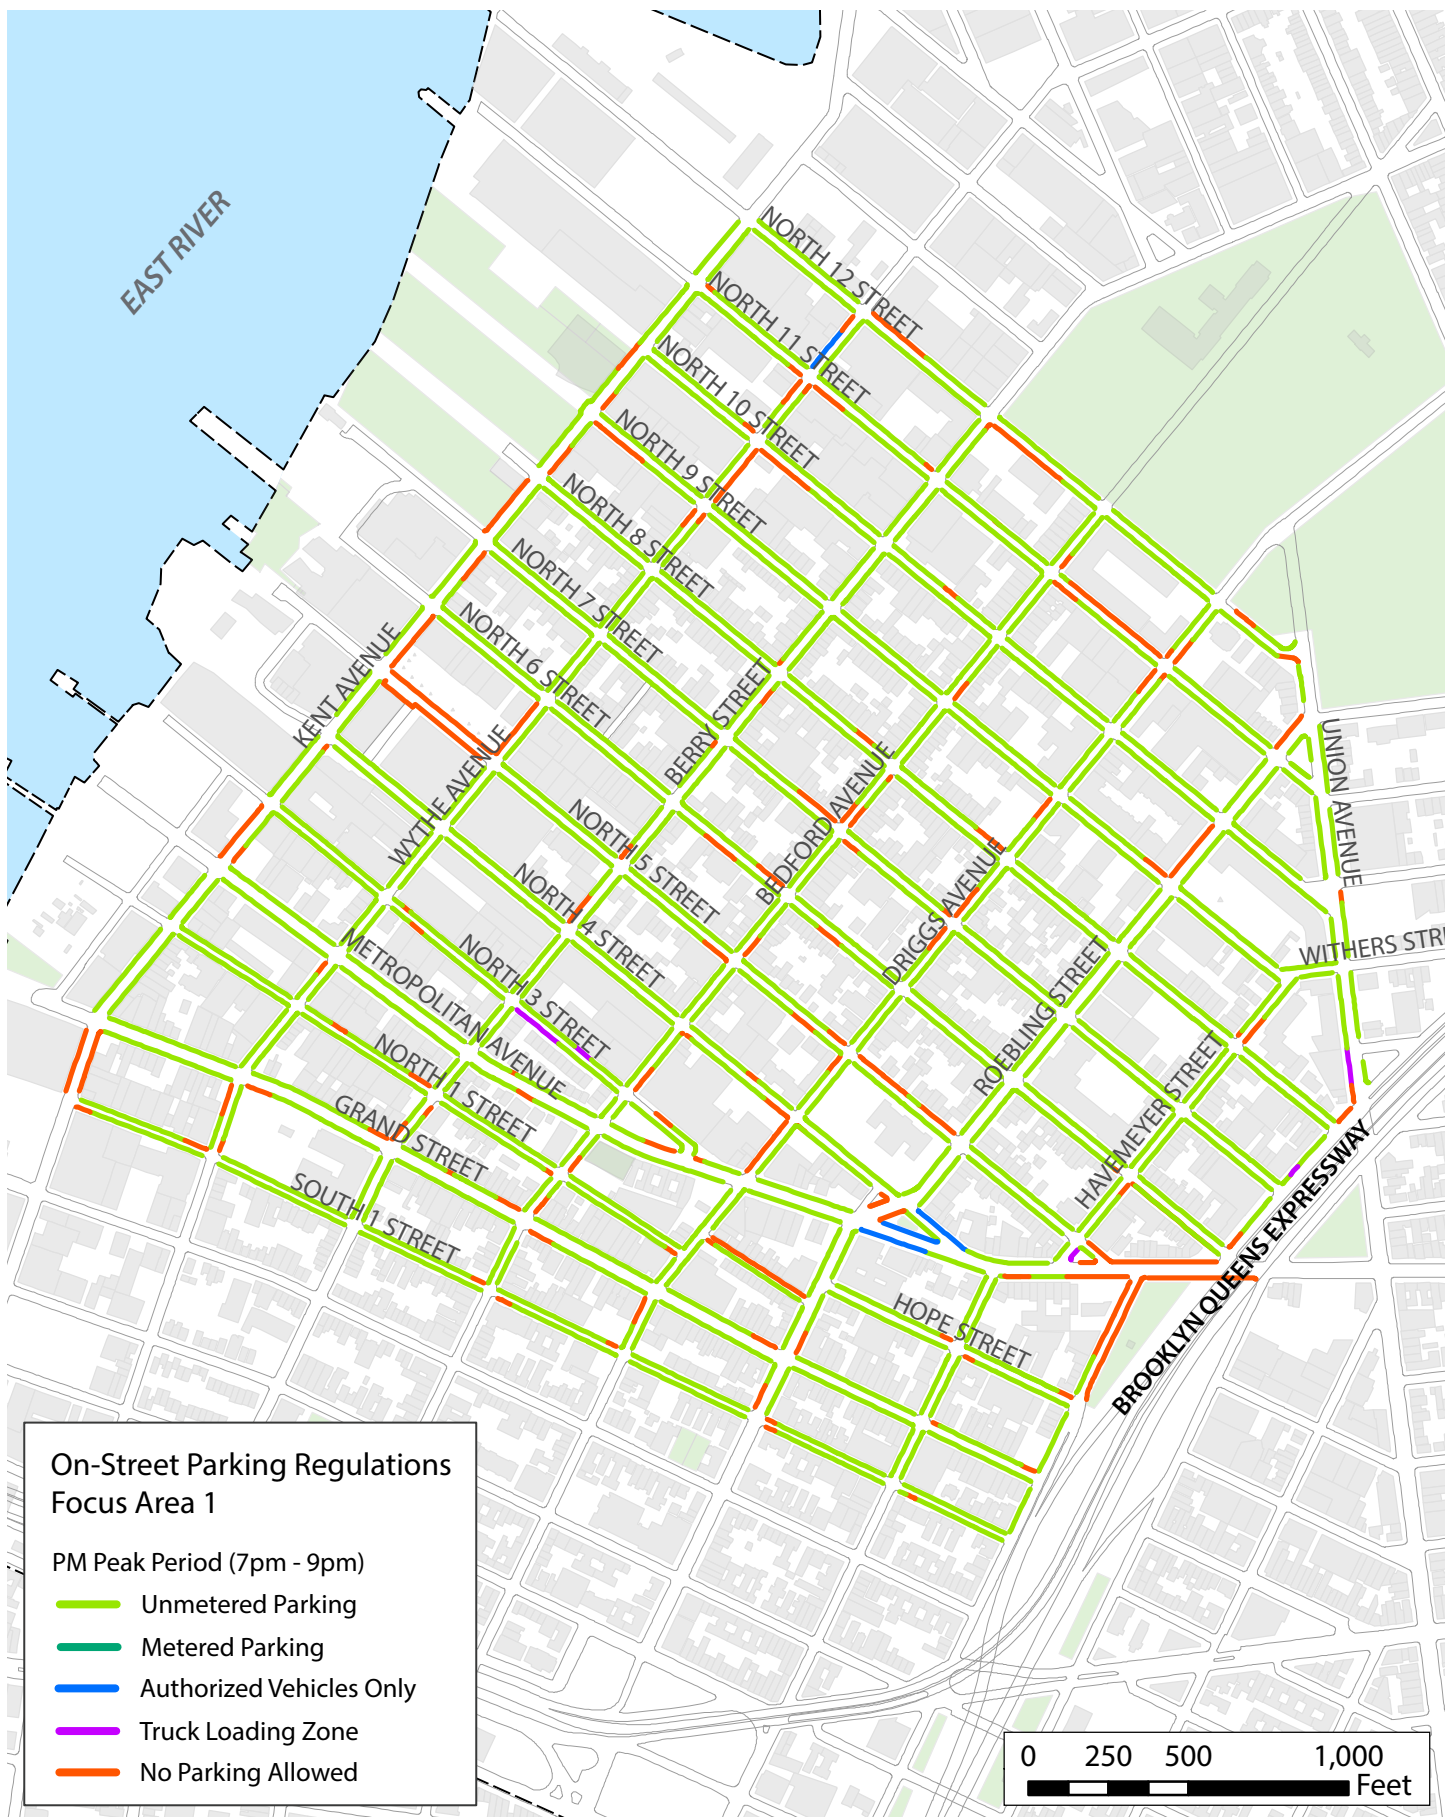 EAST RIVER
NORTH 12 STREET
NORTH 11 STREET
NORTH 10 STREET
NORTH 9 STREET
NORTH 8 STREET
NORTH 7 STREET
NORTH 6 STREET
KENT AVENUE
WYTHE AVENUE
BERRY STREET
BEDFORD AVENUE
DRIGGS AVENUE
UNION AVENUE
NORTH 5 STREET
NORTH 4 STREET
NORTH 3 STREET
WITHERS STRE
ROEBLING STREET
METROPOLITAN AVENUE
NORTH 1 STREET
HAVEMEYER STREET
GRAND STREET
SOUTH 1 STREET
HOPE STREET
BROOKLYN QUEENS EXPRESSWAY
On-Street Parking Regulations
Focus Area 1
PM Peak Period (7pm - 9pm)
Unmetered Parking
Metered Parking
Authorized Vehicles Only
Truck Loading Zone
No Parking Allowed
0 250 500 1,000
Feet